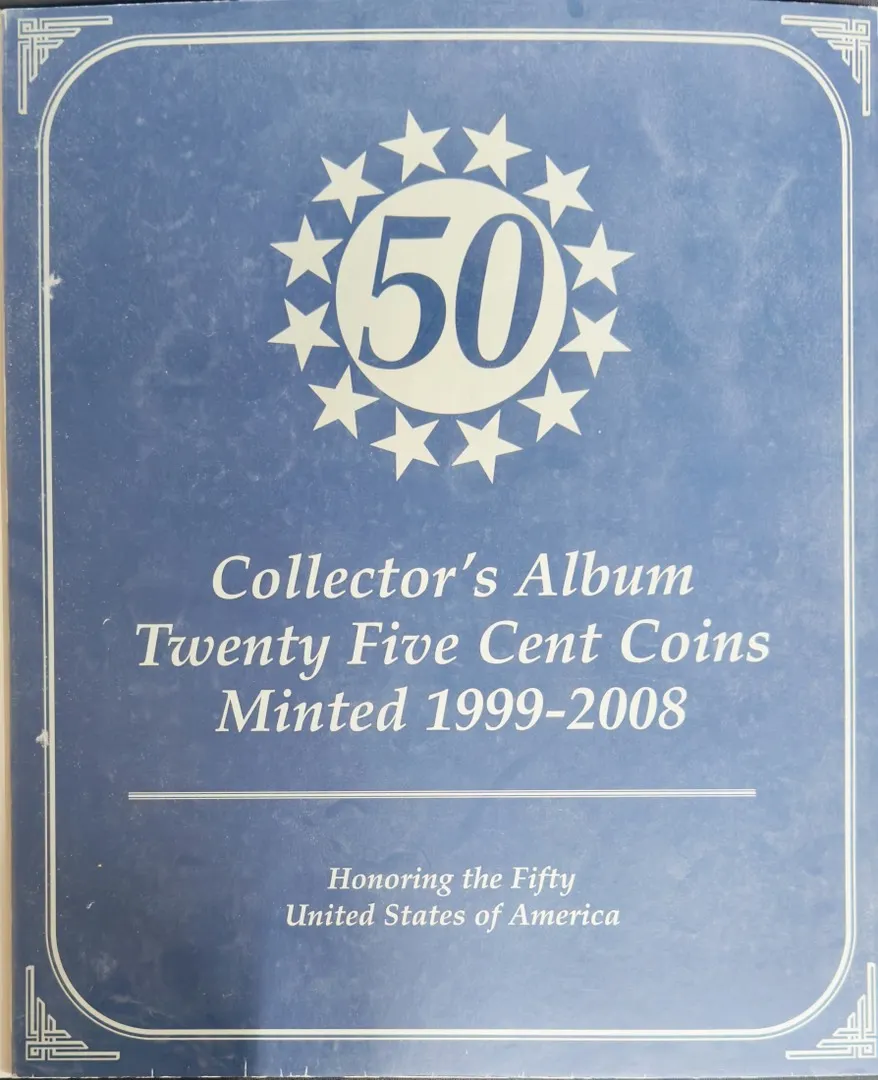 50
Collector's Album
Twenty Five Cent Coins
Minted 1999-2008
Honoring the Fifty
United States of America